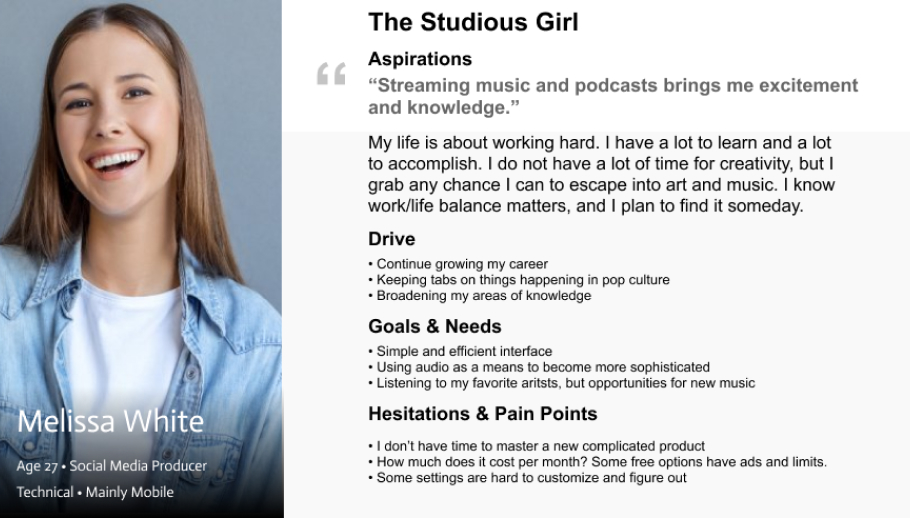 The Studious Girl
Aspirations
“
“Streaming music and podcasts brings me excitement
and knowledge.”
My life is about working hard. I have a lot to learn and a lot
to accomplish. I do not have a lot of time for creativity, but I
grab any chance I can to escape into art and music. I know
work/life balance matters, and I plan to find it someday.
Drive
• Continue growing my career
• Keeping tabs on things happening in pop culture
• Broadening my areas of knowledge
Goals & Needs
• Simple and efficient interface
• Using audio as a means to become more sophisticated
• Listening to my favorite aritsts, but opportunities for new music
Hesitations & Pain Points
• I don’t have time to master a new complicated product
• How much does it cost per month? Some free options have ads and limits.
• Some settings are hard to customize and figure out
Melissa White
Age 27 • Social Media Producer
Technical • Mainly Mobile